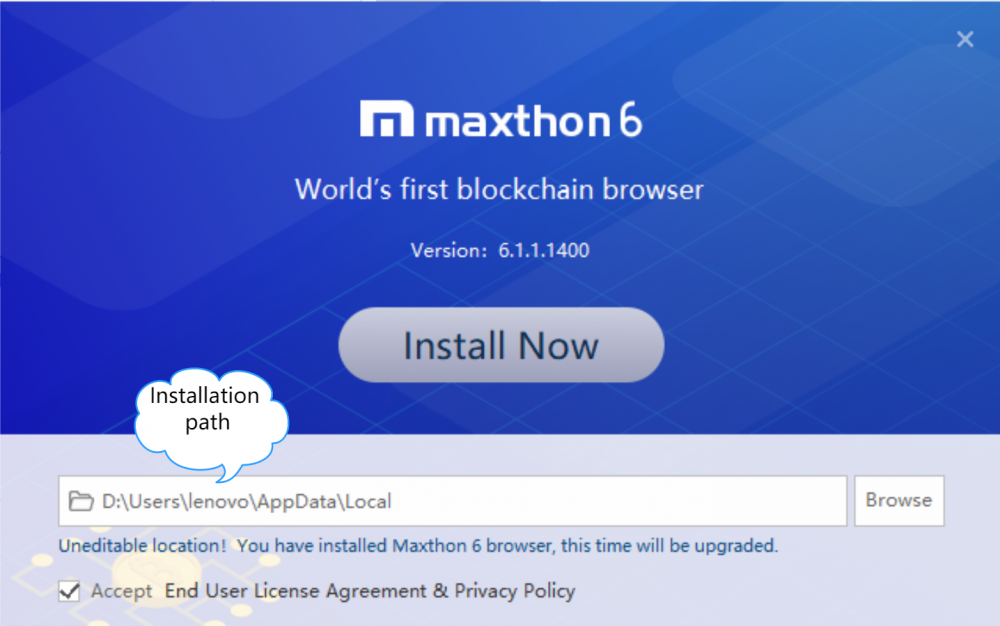 maxthon 6
World's first blockchain browser
Version: 6.1.1.1400
Install Now
Installation
path
D:\Users\lenovo\AppData\Local
Browse
Uneditable location! You have installed Maxthon 6 browser, this time will be upgraded.
Accept End User License Agreement & Privacy Policy